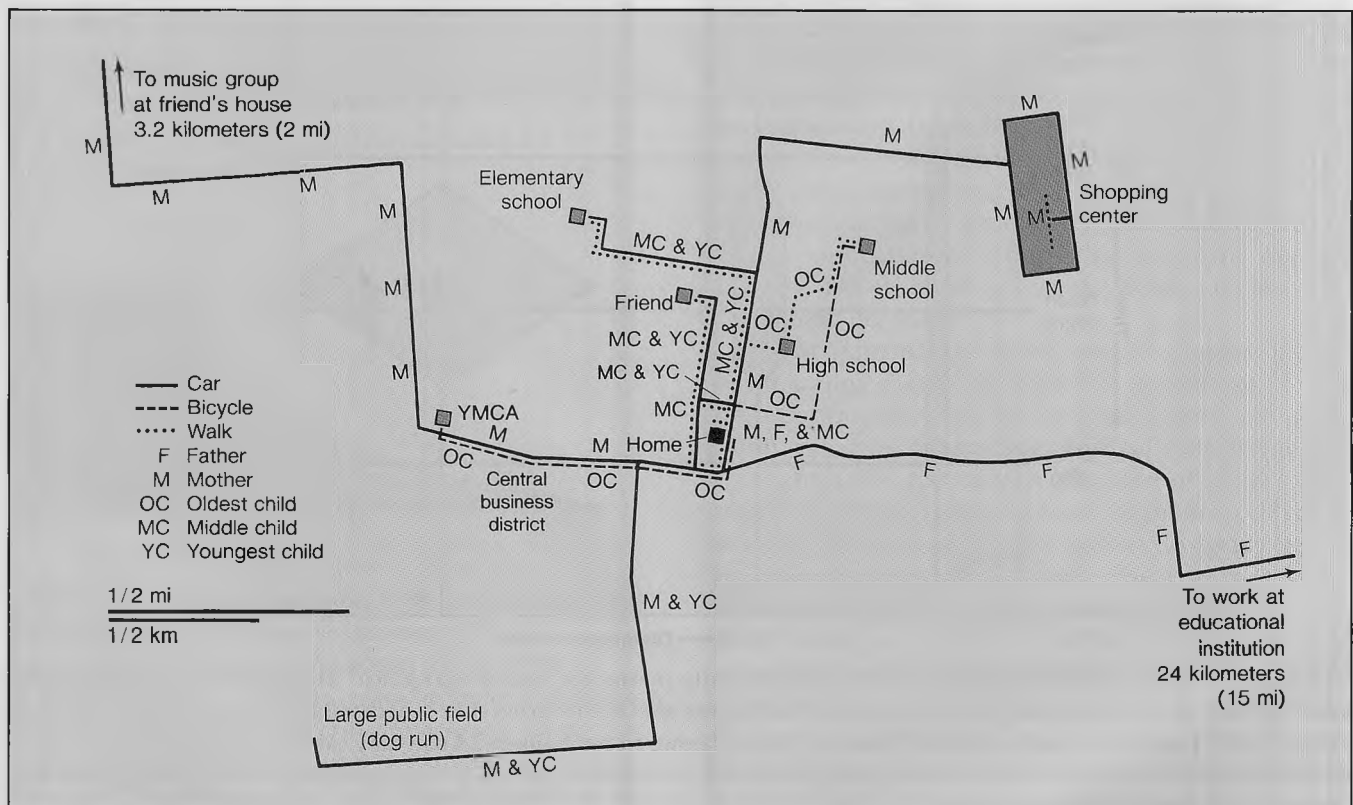 To music group
at friend's house
3.2 kilometers (2 mi)
M
M
M
M
M
M
Elementary
school
MC & YC
M
M
M
M
M
M
M
M
Shopping
center
Middle
school
OC
OC
OC
High school
Friend
MC & YC
MC & YC
MC & YC
M
OC
MC
Home
M, F, & MC
YMCA
M
M
OC
OC
OC
Central
business
district
F
F
F
F
F
Car
Bicycle
Walk
F Father
M Mother
OC Oldest child
MC Middle child
YC Youngest child
1/2 mi
1/2 km
M & YC
To work at
educational
institution
24 kilometers
(15 mi)
Large public field
(dog run)
M & YC